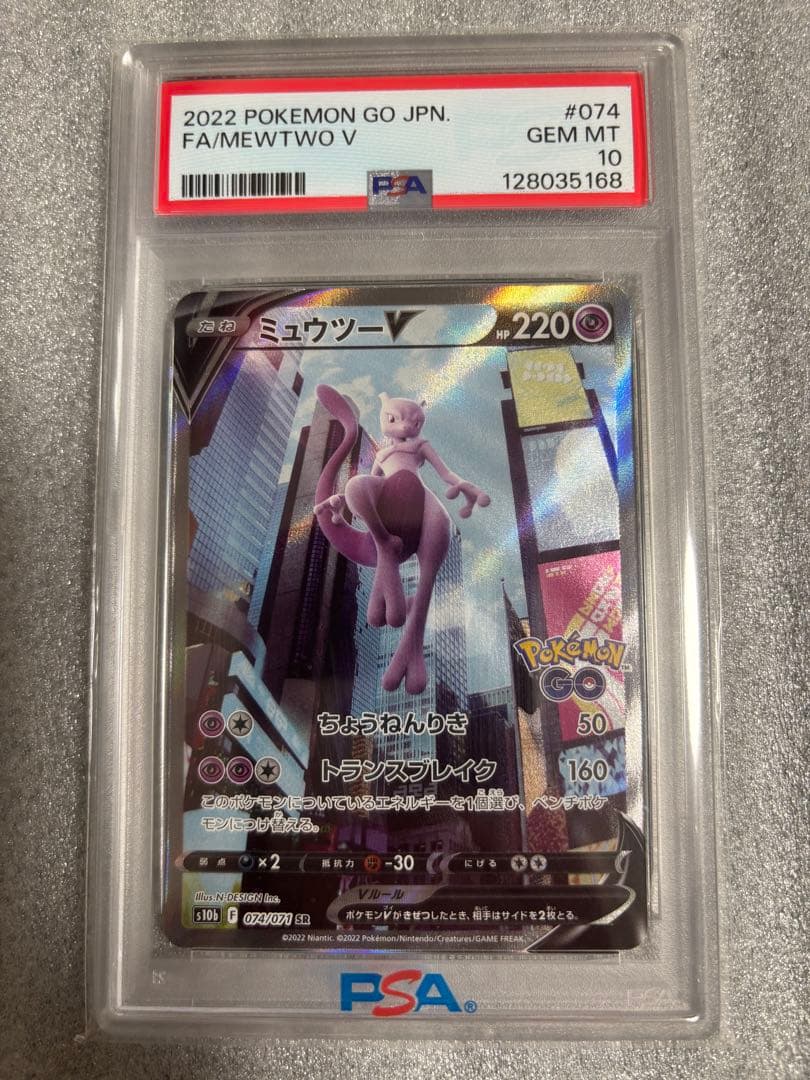 2022 POKEMON GO JPN. #074
FA/MEWTWO V GEM MT
10
PSA 128035168
たね ミュウツーV HP 220
Pokémon GO
ちょうねんりき 50
トランスブレイク 160
このポケモンについているエネルギーを1個選び、ベンチポケ
モンにつけ替える。
弱点 ×2 抵抗力 -30 にげる
Vルール
ポケモンVがきぜつしたとき、相手はサイドを2枚とる。
Illus. N-DESIGN Inc.
s10b F 074/071 SR
©2022 Niantic. ©2022 Pokémon/Nintendo/Creatures/GAME FREAK.
PSA®
PSA